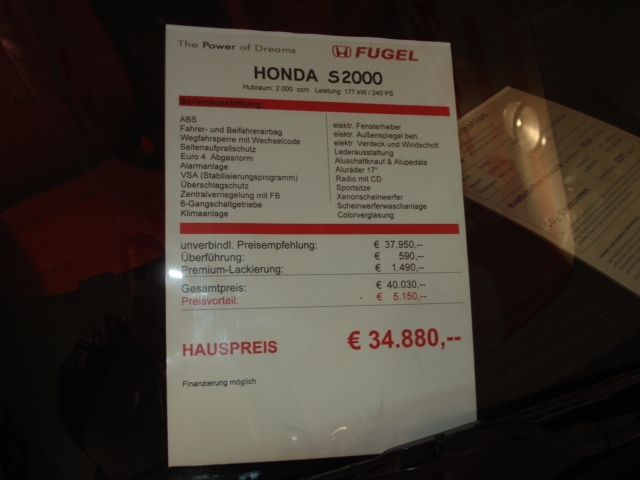 The Power of Dreams
FUGEL
HONDA S2000
Hubraum: 2.000 ccm Leistung: 177 kW / 240 PS
Serienausstattung:
ABS
Fahrer- und Beifahrerairbag
Wegfahrsperre mit Wechselcode
Seitenaufprallschutz
Euro 4 Abgasnorm
Alarmanlage
VSA (Stabilisierungsprogramm)
Überschlagschutz
Zentralverriegelung mit FB
6-Gangschaltgetriebe
Klimaanlage
elektr. Fensterheber
elektr. Außenspiegel beh.
elektr. Verdeck und Windschott
Lederausstattung
Aluschaltknauf & Alupedale
Aluräder 17"
Radio mit CD
Sportsitze
Xenonscheinwerfer
Scheinwerferwaschanlage
Colorverglasung
unverbindl. Preisempfehlung: € 37.950,--
Überführung: € 590,--
Premium-Lackierung: € 1.490,--
Gesamtpreis: € 40.030,--
Preisvorteil: - € 5.150,--
HAUSPREIS € 34.880,--
Finanzierung möglich